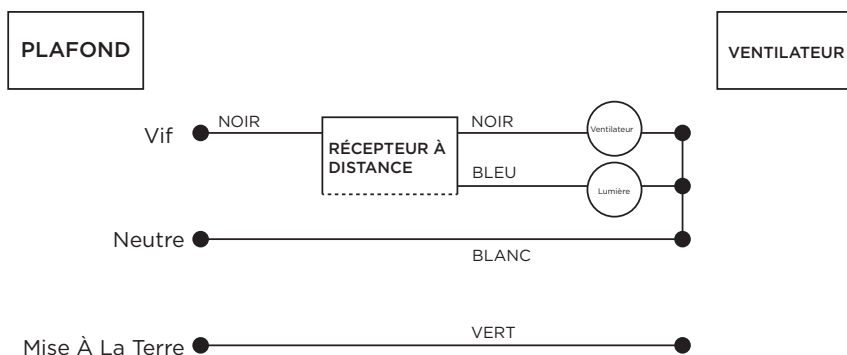 PLAFOND
VENTILATEUR
Vif
NOIR
NOIR
Ventilateur
RÉCEPTEUR À
DISTANCE
BLEU
Lumière
Neutre
BLANC
VERT
Mise À La Terre